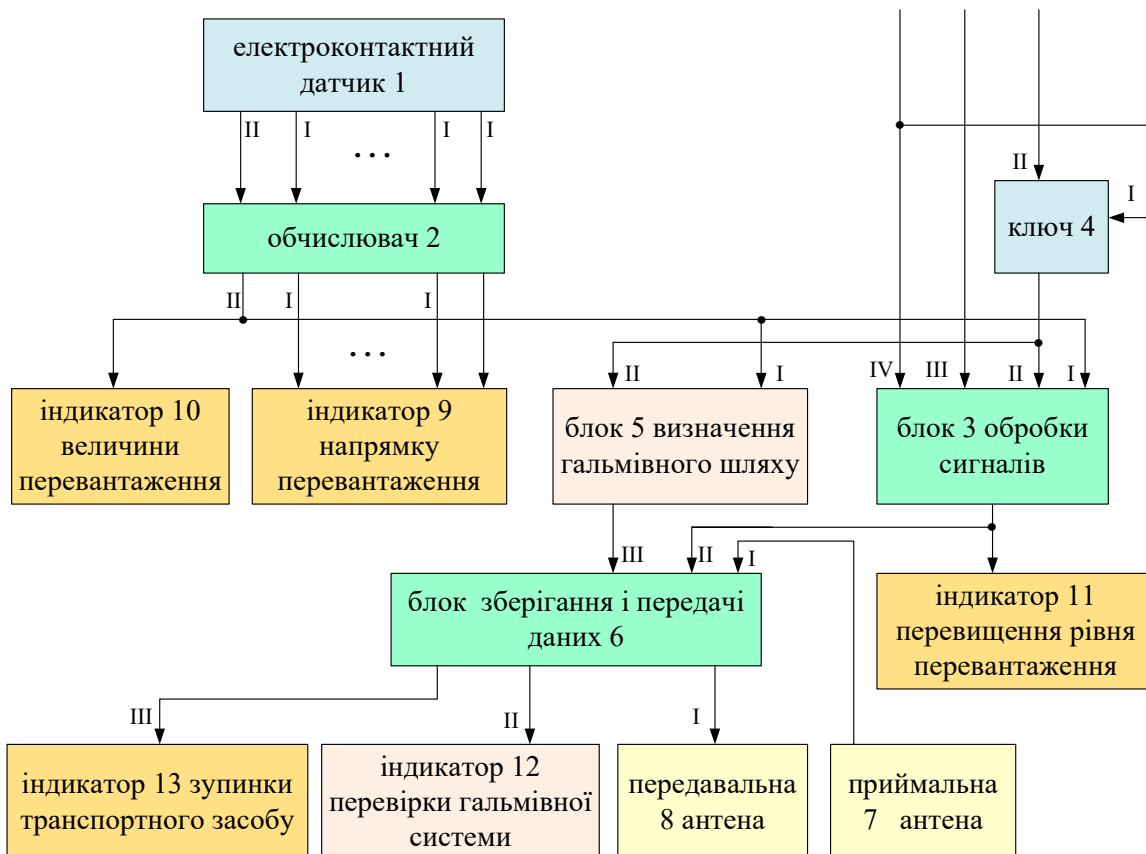 електроконтактний
датчик 1
II I I I
...
II
обчислювач 2
ключ 4
I
II I I
...
IV III II I
II I
індикатор 10
величини
перевантаження
індикатор 9
напрямку
перевантаження
блок 5 визначення
гальмівного шляху
блок 3 обробки
сигналів
III II I
блок зберігання і передачі
даних 6
індикатор 11
перевищення рівня
перевантаження
III II I
індикатор 13 зупинки
транспортного засобу
індикатор 12
перевірки гальмівної
системи
передавальна
8 антена
приймальна
7 антена